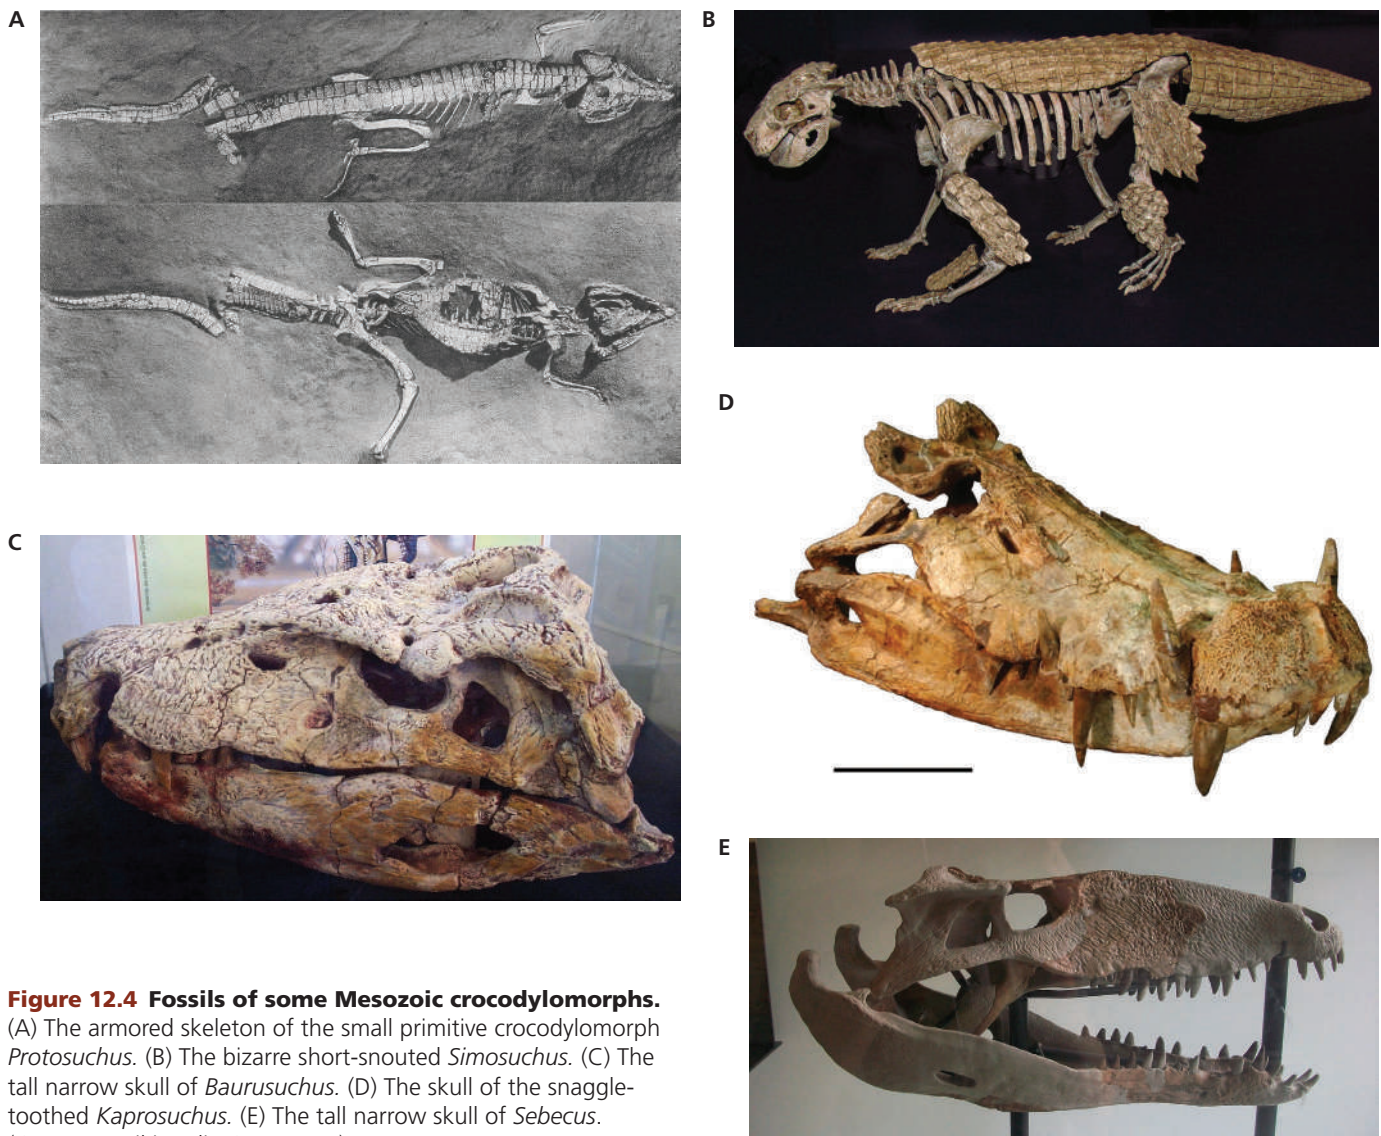 A
B
C
D
E
Figure 12.4 Fossils of some Mesozoic crocodylomorphs.
(A) The armored skeleton of the small primitive crocodylomorph
Protosuchus. (B) The bizarre short-snouted Simosuchus. (C) The
tall narrow skull of Baurusuchus. (D) The skull of the snaggle-
toothed Kaprosuchus. (E) The tall narrow skull of Sebecus.